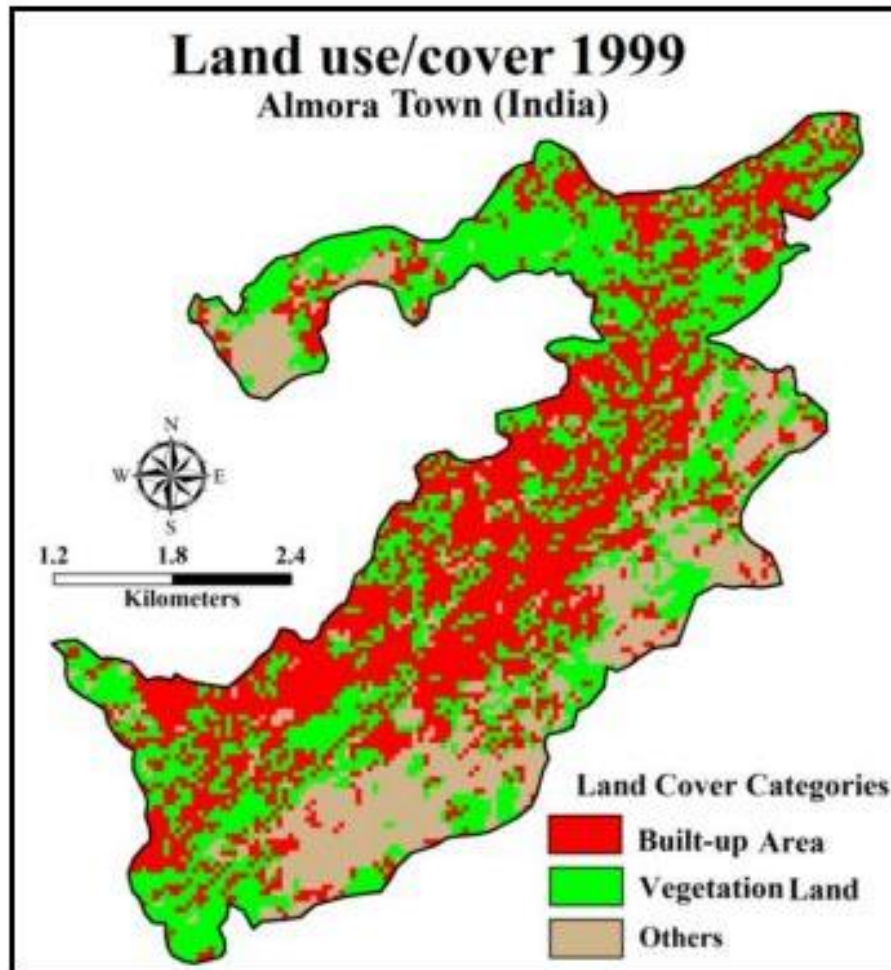 Land use/cover 1999
Almora Town (India)
N
W E
S
1.2 1.8 2.4
Kilometers
Land Cover Categories
Built-up Area
Vegetation Land
Others